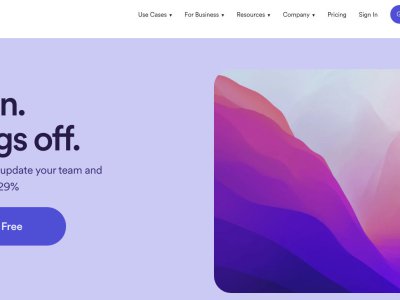 Use Cases ▾ For Business ▾ Resources ▾ Company ▾ Pricing Sign In G
n.
gs off.
update your team and
29%
Free